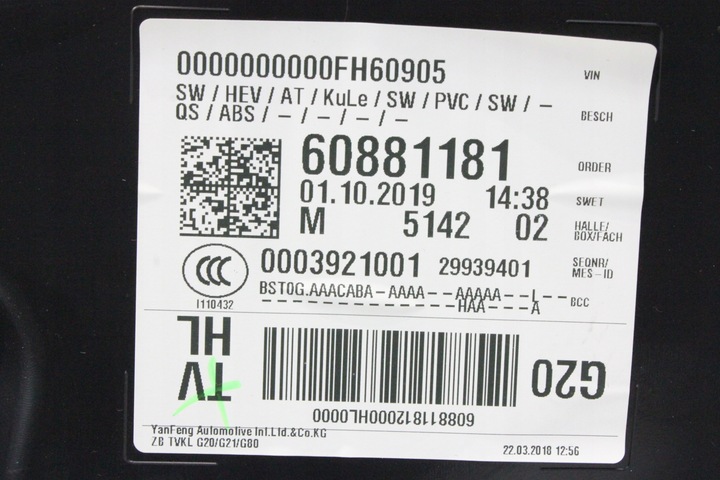 0000000000FH60905 VIN
SW / HEV / AT / KuLe / SW / PVC / SW / –
QS / ABS / – / – / – / – BESCH
60881181 ORDER
01.10.2019 14:38 SWET
M 5142 02 HALLE/
BOX/FACH
CCC
0003921001 29939401 SEQNR/
MES-ID
I110432
BST0G.AAACABA-AAAA--AAAAA--L-- BCC
HAA---A
TV
HL
608811812000HL0000
G20
YanFeng Automotive Int.Ltd.&Co.KG
ZB TVKL G20/G21/G80
22.03.2018 12:56